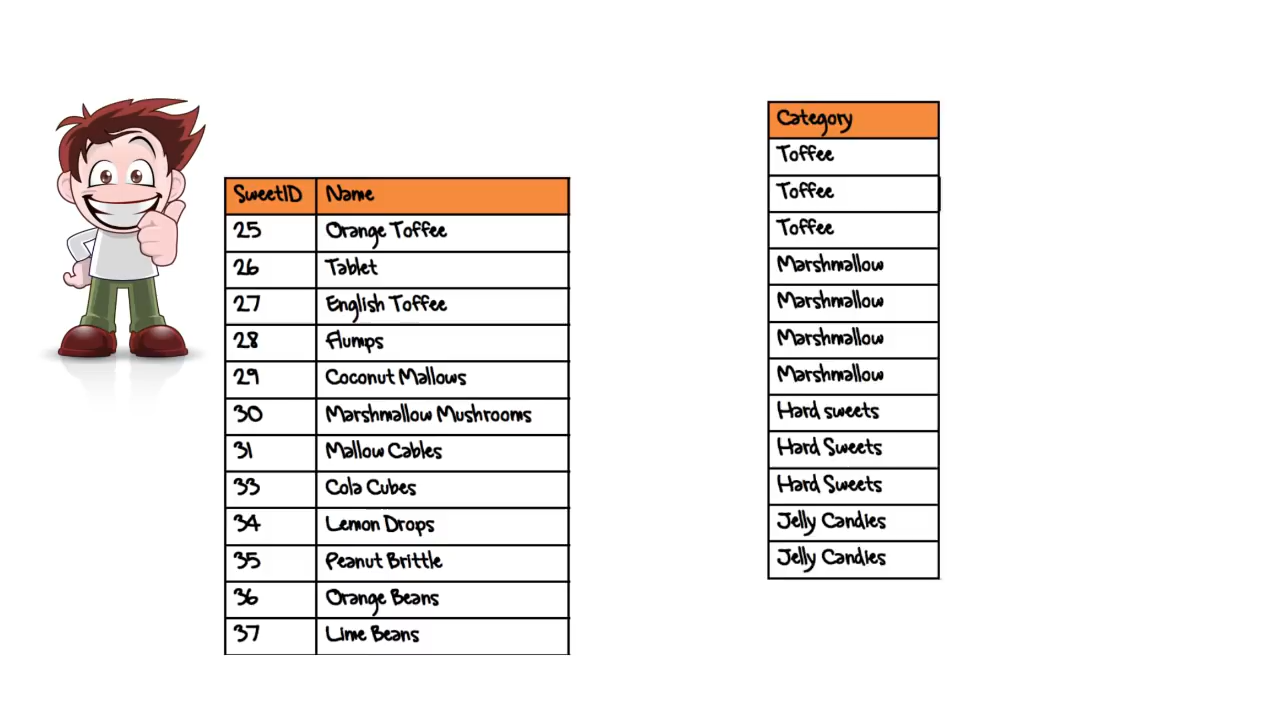 SweetID Name
25 Orange Toffee
26 Tablet
27 English Toffee
28 Flumps
29 Coconut Mallows
30 Marshmallow Mushrooms
31 Mallow Cables
33 Cola Cubes
34 Lemon Drops
35 Peanut Brittle
36 Orange Beans
37 Lime Beans
Category
Toffee
Toffee
Toffee
Marshmallow
Marshmallow
Marshmallow
Marshmallow
Hard sweets
Hard Sweets
Hard Sweets
Jelly Candies
Jelly Candies